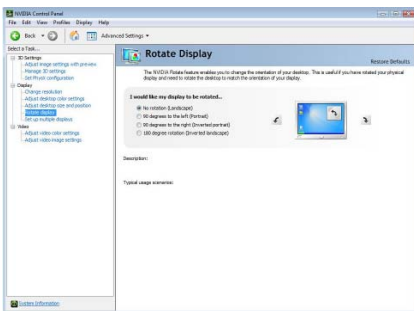 NVIDIA Control Panel
File Edit View Profiles Display Help
Back Advanced Settings
Select a Task...
3D Settings
Adjust image settings with preview
Manage 3D settings
Set PhysX configuration
Display
Change resolution
Adjust desktop color settings
Adjust desktop size and position
Rotate display
Set up multiple displays
Video
Adjust video color settings
Adjust video image settings
System Information
Rotate Display
Restore Defaults
The NVIDIA Rotate feature enables you to change the orientation of your desktop. This is useful if you have rotated your physical
display and need to rotate the desktop to match the orientation of your display.
I would like my display to be rotated...
No rotation (Landscape)
90 degrees to the left (Portrait)
90 degrees to the right (Inverted portrait)
180 degree rotation (Inverted landscape)
Description:
Typical usage scenarios: